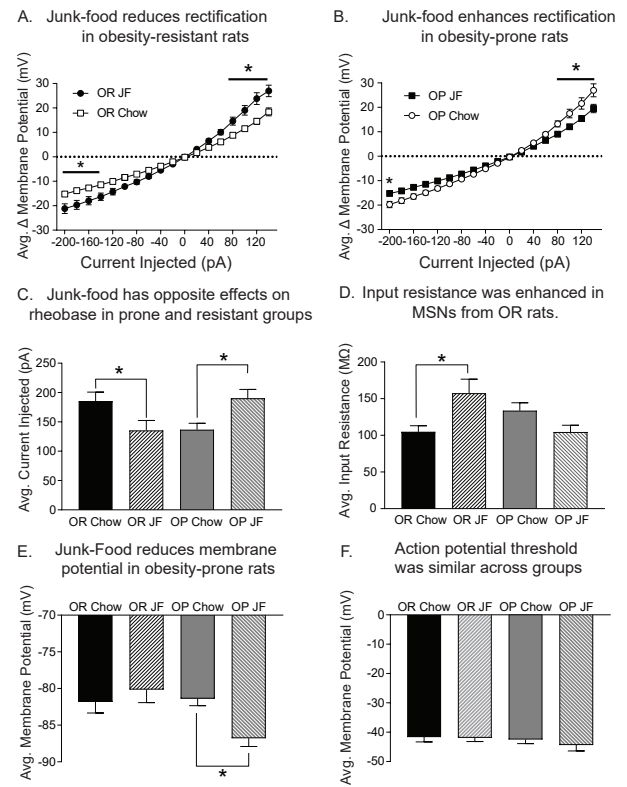 A. Junk-food reduces rectification
in obesity-resistant rats
Avg. Δ Membrane Potential (mV)
30
20
10
0
-10
-20
-30
OR JF
OR Chow
*
*
-200 -160 -120 -80 -40 0 40 80 120
Current Injected (pA)
B. Junk-food enhances rectification
in obesity-prone rats
Avg. Δ Membrane Potential (mV)
30
20
10
0
-10
-20
-30
OP JF
OP Chow
*
*
-200 -160 -120 -80 -40 0 40 80 120
Current Injected (pA)
C. Junk-food has opposite effects on
rheobase in prone and resistant groups
Avg. Current Injected (pA)
250
200
150
100
50
0
*
*
OR Chow OR JF OP Chow OP JF
D. Input resistance was enhanced in
MSNs from OR rats.
Avg. Input Resistance (MΩ)
200
150
100
50
0
*
OR Chow OR JF OP Chow OP JF
E. Junk-Food reduces membrane
potential in obesity-prone rats
Avg. Membrane Potential (mV)
-70
-80
-85
-90
OR Chow OR JF OP Chow OP JF
*
F. Action potential threshold
was similar across groups
Avg. Membrane Potential (mV)
0
-10
-20
-30
-40
-50
OR Chow OR JF OP Chow OP JF